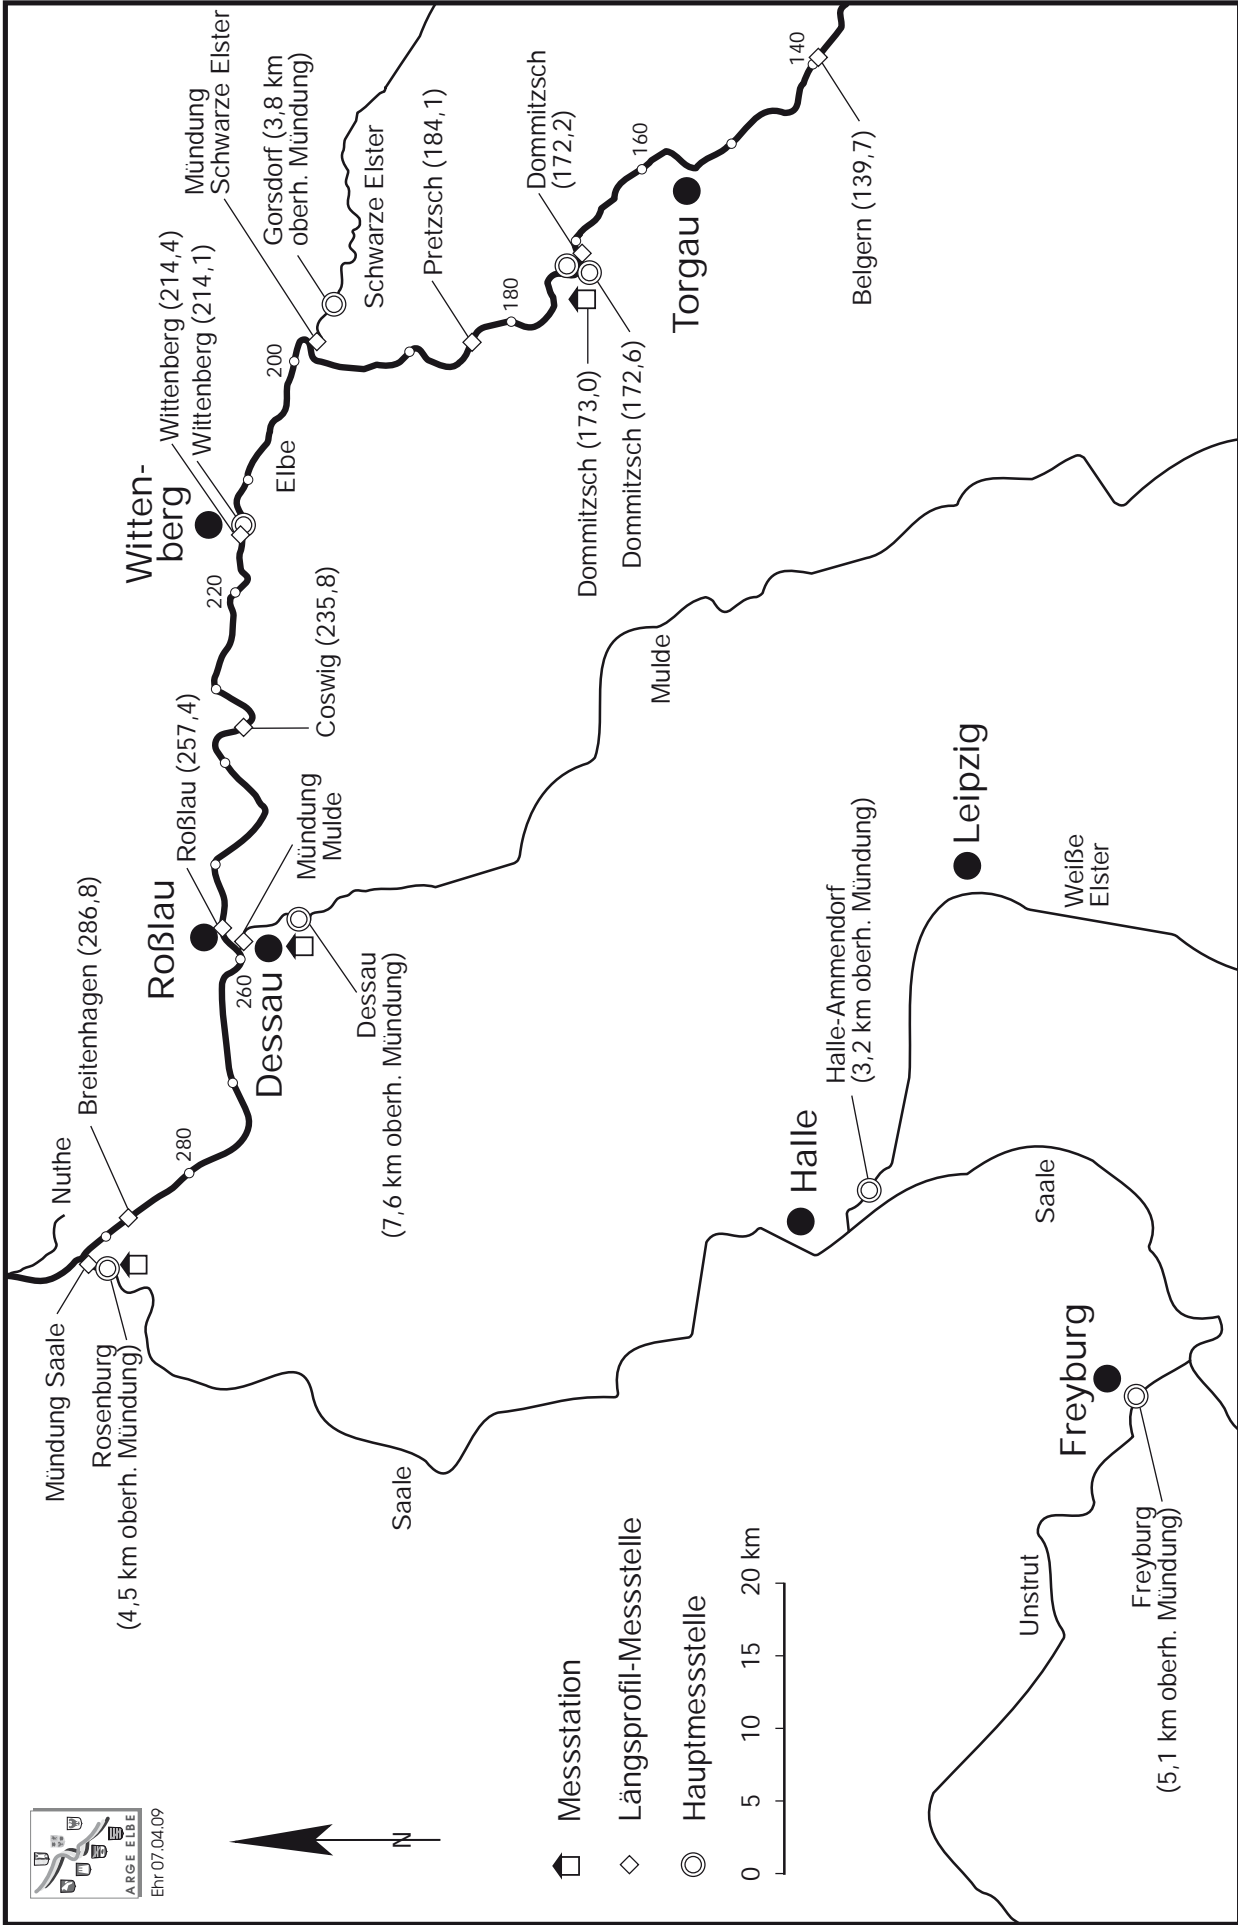 Mündung
Schwarze Elster
Gorsdorf (3,8 km
oberh. Mündung)
Wittenberg (214,4)
Wittenberg (214,1)
Schwarze Elster
Pretzsch (184,1)
Dommitzsch
(172,2)
140
160
180
200
220
260
280
Belgern (139,7)
Torgau
Dommitzsch (173,0)
Dommitzsch (172,6)
Witten-
berg
Elbe
Coswig (235,8)
Roßlau (257,4)
Mündung
Mulde
Mulde
Roßlau
Dessau
Breitenhagen (286,8)
Dessau
(7,6 km oberh. Mündung)
Leipzig
Weiße
Elster
Halle-Ammendorf
(3,2 km oberh. Mündung)
Halle
Saale
Nuthe
Mündung Saale
Rosenburg
(4,5 km oberh. Mündung)
Saale
Freyburg
Freyburg
(5,1 km oberh. Mündung)
Unstrut
Messstation
Längsprofil-Messstelle
Hauptmessstelle
0 5 10 15 20 km
N
ARGE ELBE
Ehr 07.04.09